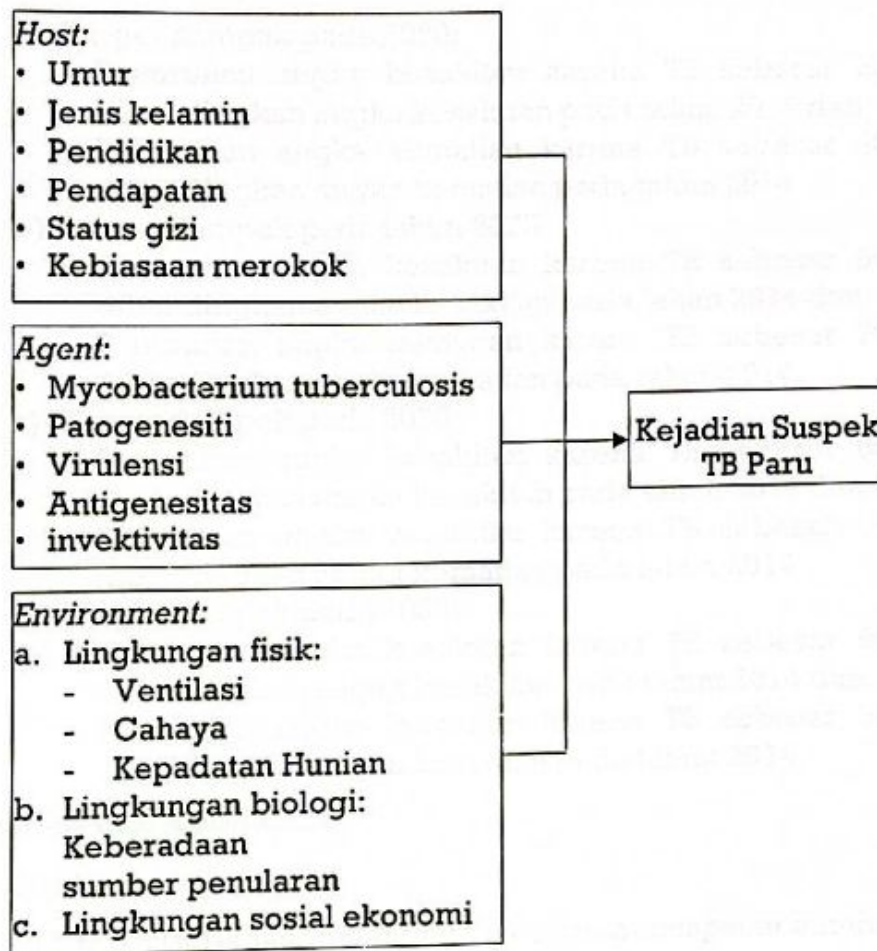 Host:
• Umur
• Jenis kelamin
• Pendidikan
• Pendapatan
• Status gizi
• Kebiasaan merokok
Agent:
• Mycobacterium tuberculosis
• Patogenesiti
• Virulensi
• Antigenesitas
• invektivitas
Kejadian Suspek
TB Paru
Environment:
a. Lingkungan fisik:
- Ventilasi
- Cahaya
- Kepadatan Hunian
b. Lingkungan biologi:
Keberadaan
sumber penularan
c. Lingkungan sosial ekonomi